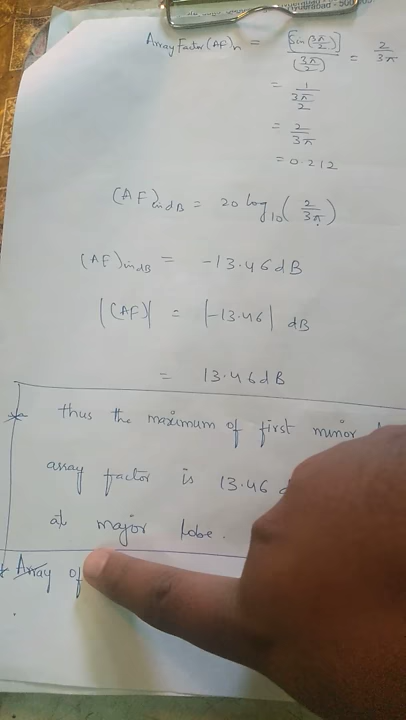 Array Factor (AF)n = [Sin(3π/2)]/(3π/2) = 2/3π
= 1/(3π/2)
= 2/3π
= 0.212
(AF)in dB = 20 log10(2/3π)
(AF)in dB = -13.46 dB
|(AF)| = |-13.46| dB
= 13.46 dB
thus the maximum of first minor
array factor is 13.46 d
at major lobe.
Array of